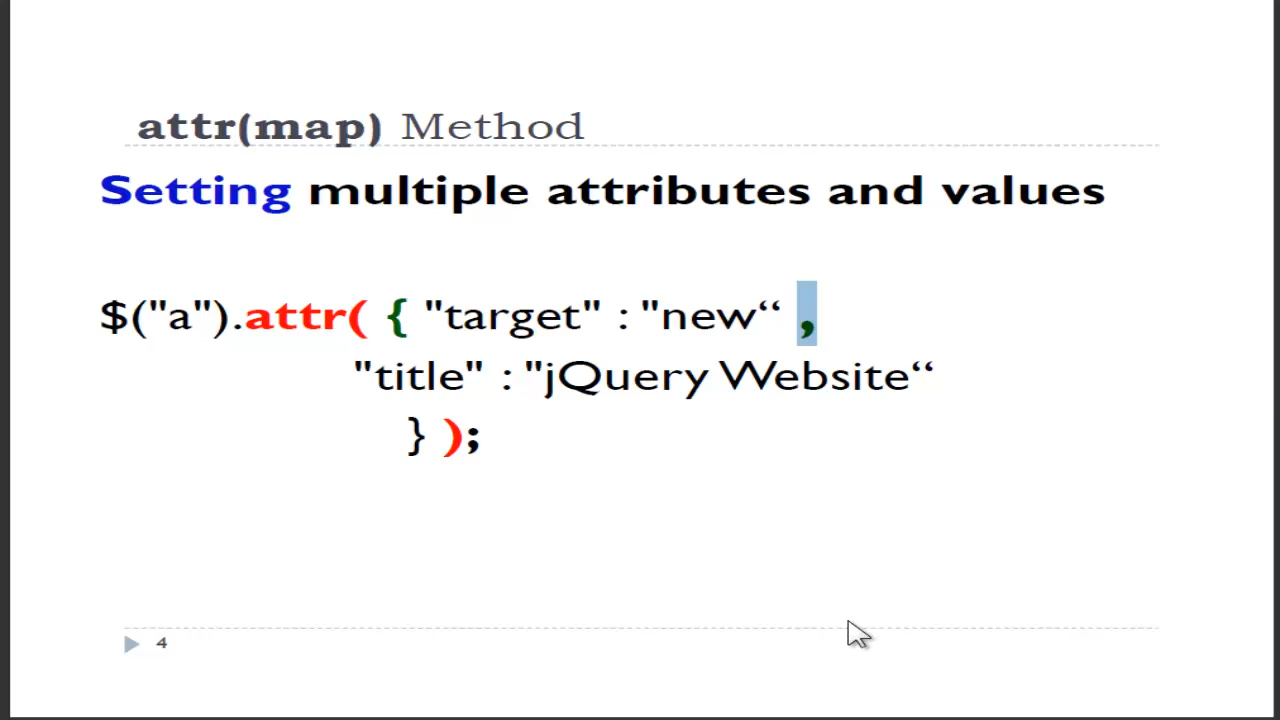 attr(map) Method
Setting multiple attributes and values
$("a").attr( { "target" : "new“ ,
"title" : "jQuery Website“
} );
4